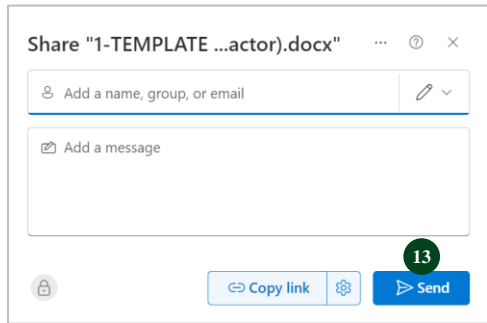 Share "1-TEMPLATE ...actor).docx"
Add a name, group, or email
Add a message
13
Copy link
Send